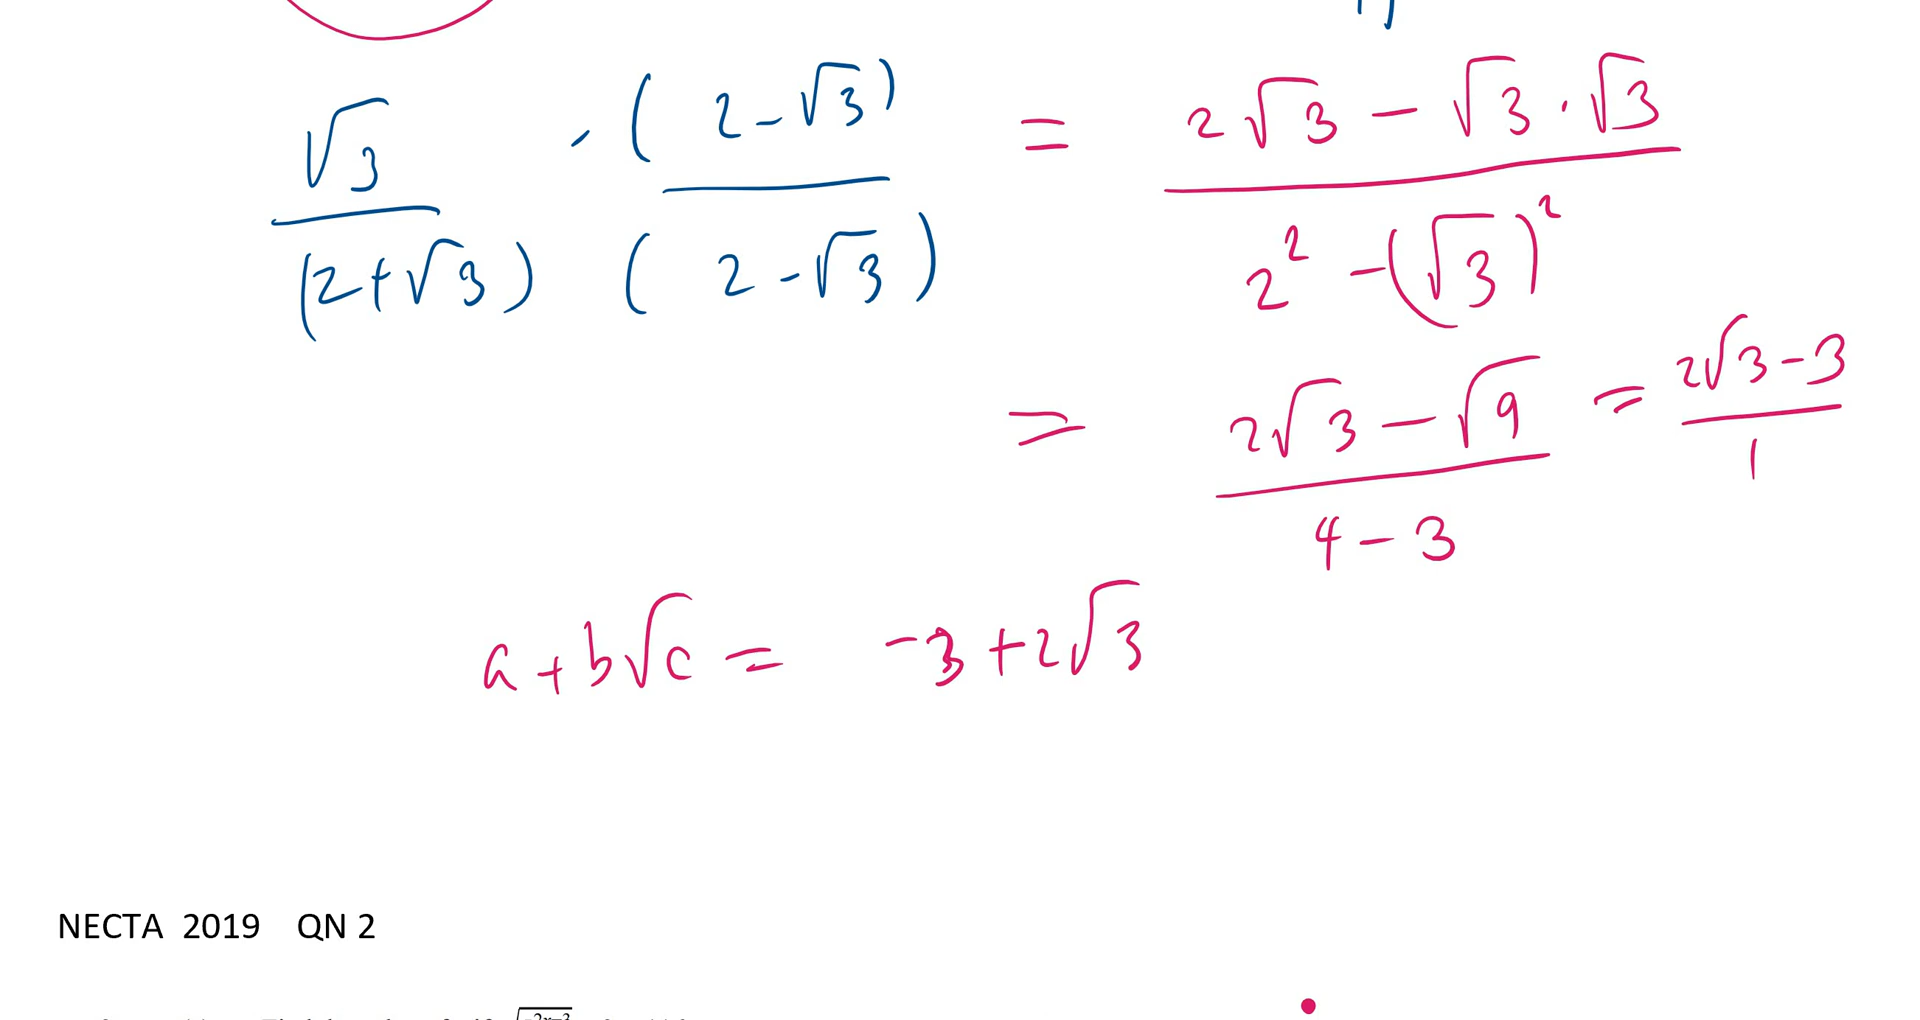 √3/(2+√3) · (2-√3)/(2-√3) = (2√3 - √3·√3)/(2² - (√3)²)
= (2√3 - √9)/(4 - 3) = (2√3 - 3)/1
a + b√c = -3 + 2√3
NECTA 2019 QN 2